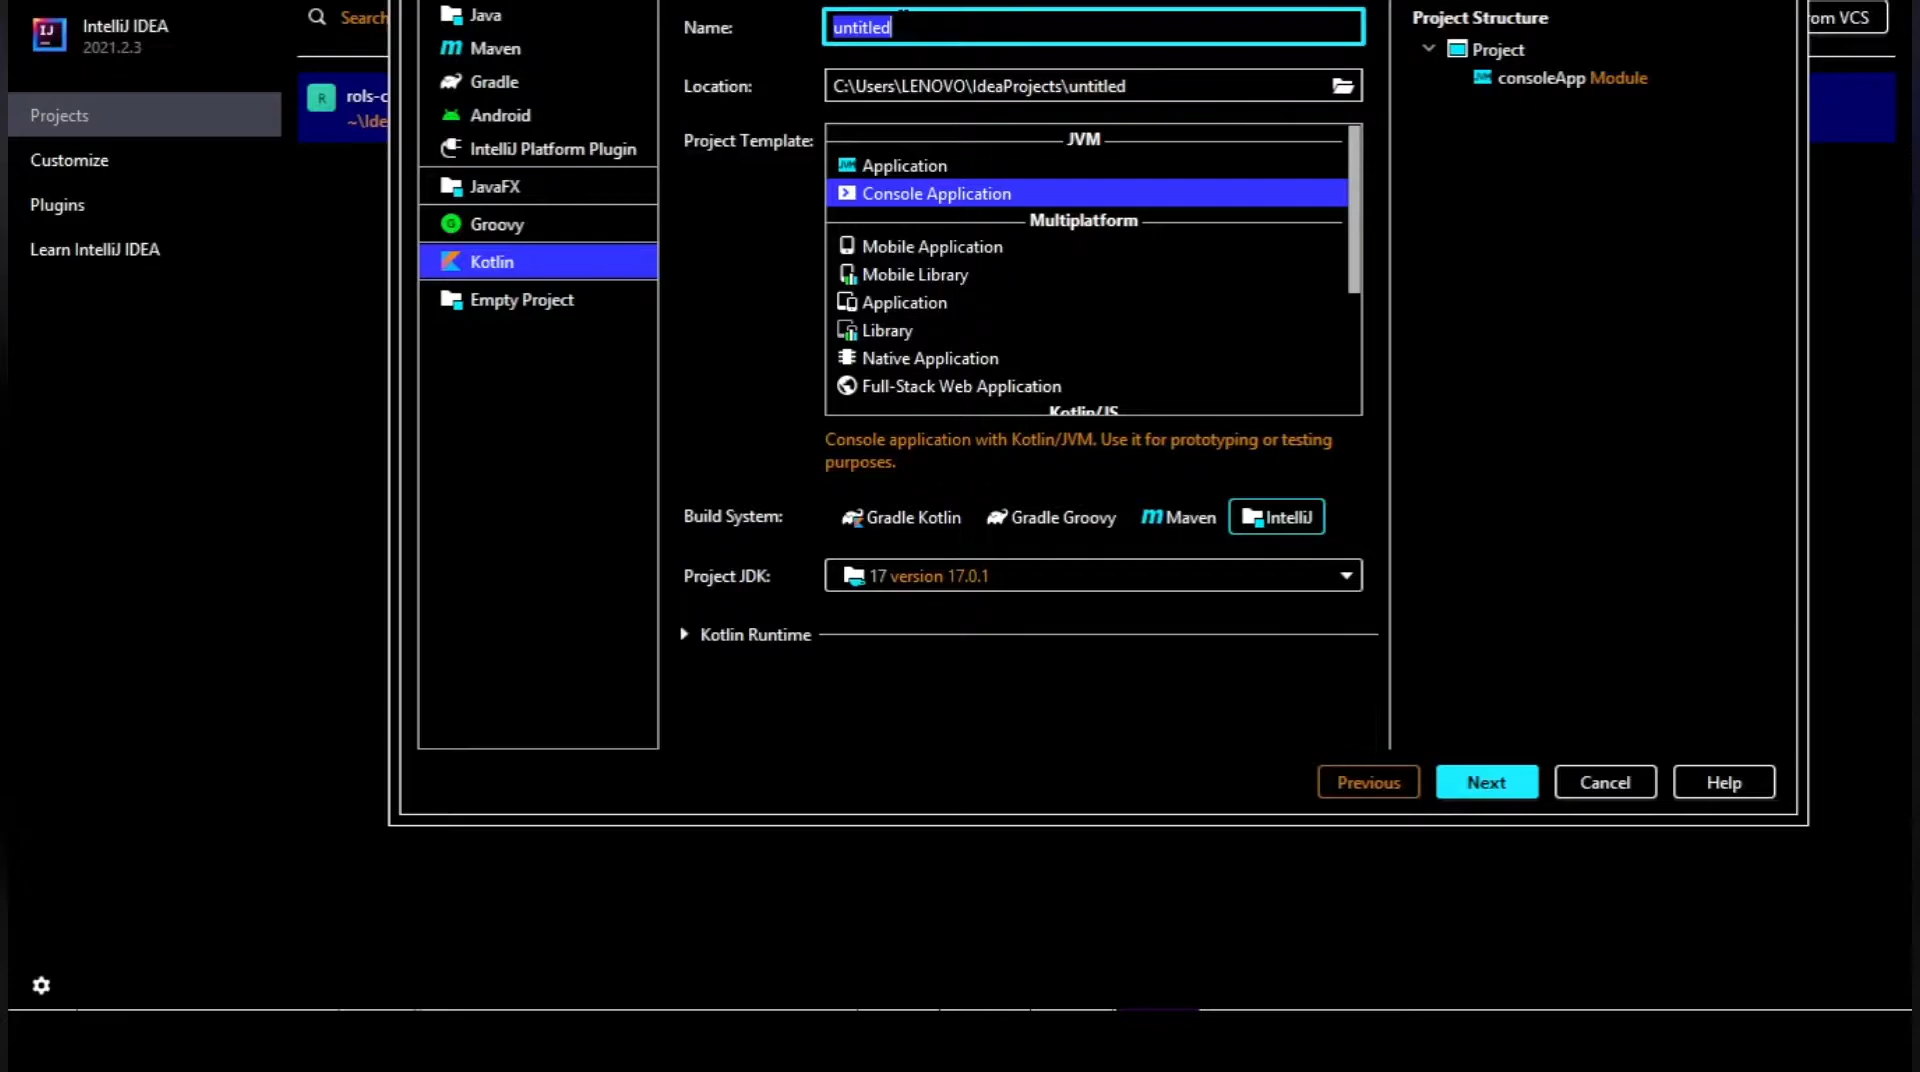 IntelliJ IDEA
2021.2.3
Search
Projects
Customize
Plugins
Learn IntelliJ IDEA
R
rols-c
~\Ide
Java
Maven
Gradle
Android
IntelliJ Platform Plugin
JavaFX
Groovy
Kotlin
Empty Project
Name: untitled
Location: C:\Users\LENOVO\IdeaProjects\untitled
Project Template:
JVM
Application
Console Application
Multiplatform
Mobile Application
Mobile Library
Application
Library
Native Application
Full-Stack Web Application
Kotlin/JS
Console application with Kotlin/JVM. Use it for prototyping or testing
purposes.
Build System: Gradle Kotlin Gradle Groovy Maven IntelliJ
Project JDK: 17 version 17.0.1
Kotlin Runtime
Project Structure
Project
consoleApp Module
om VCS
Previous Next Cancel Help